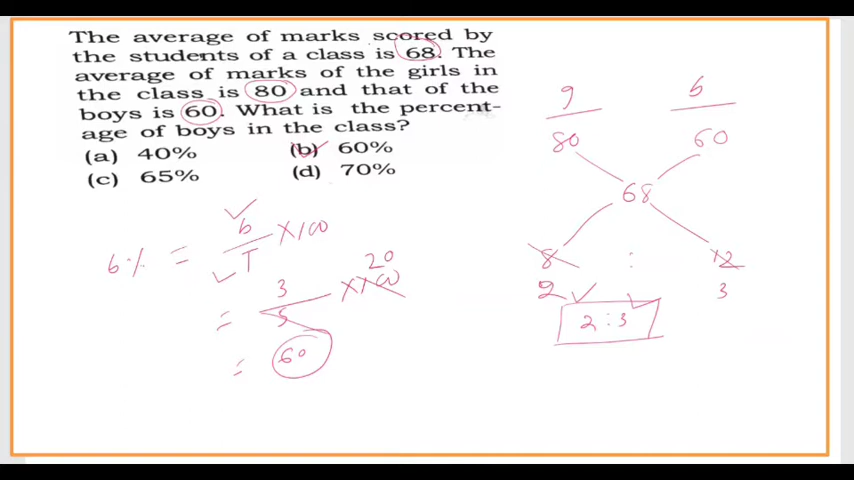 The average of marks scored by
the students of a class is 68. The
average of marks of the girls in
the class is 80 and that of the
boys is 60. What is the percent-
age of boys in the class?
(a) 40% (b) 60%
(c) 65% (d) 70%
g b
80 60
68
8 : 12
2 3
2 : 3
b% = b/T × 100
= 3/5 × 100 20
= 60